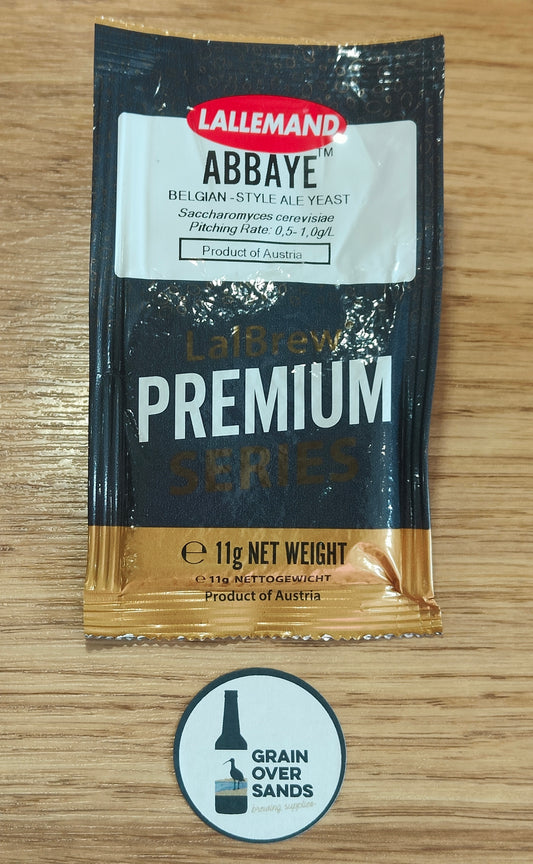 LALLEMAND
ABBAYE™
BELGIAN -STYLE ALE YEAST
Saccharomyces cerevisiae
Pitching Rate: 0,5- 1,0g/L
Product of Austria
LalBrew®
PREMIUM
SERIES
℮ 11g NET WEIGHT
℮ 11g NETTOGEWICHT
Product of Austria
GRAIN
OVER
SANDS
brewing supplies